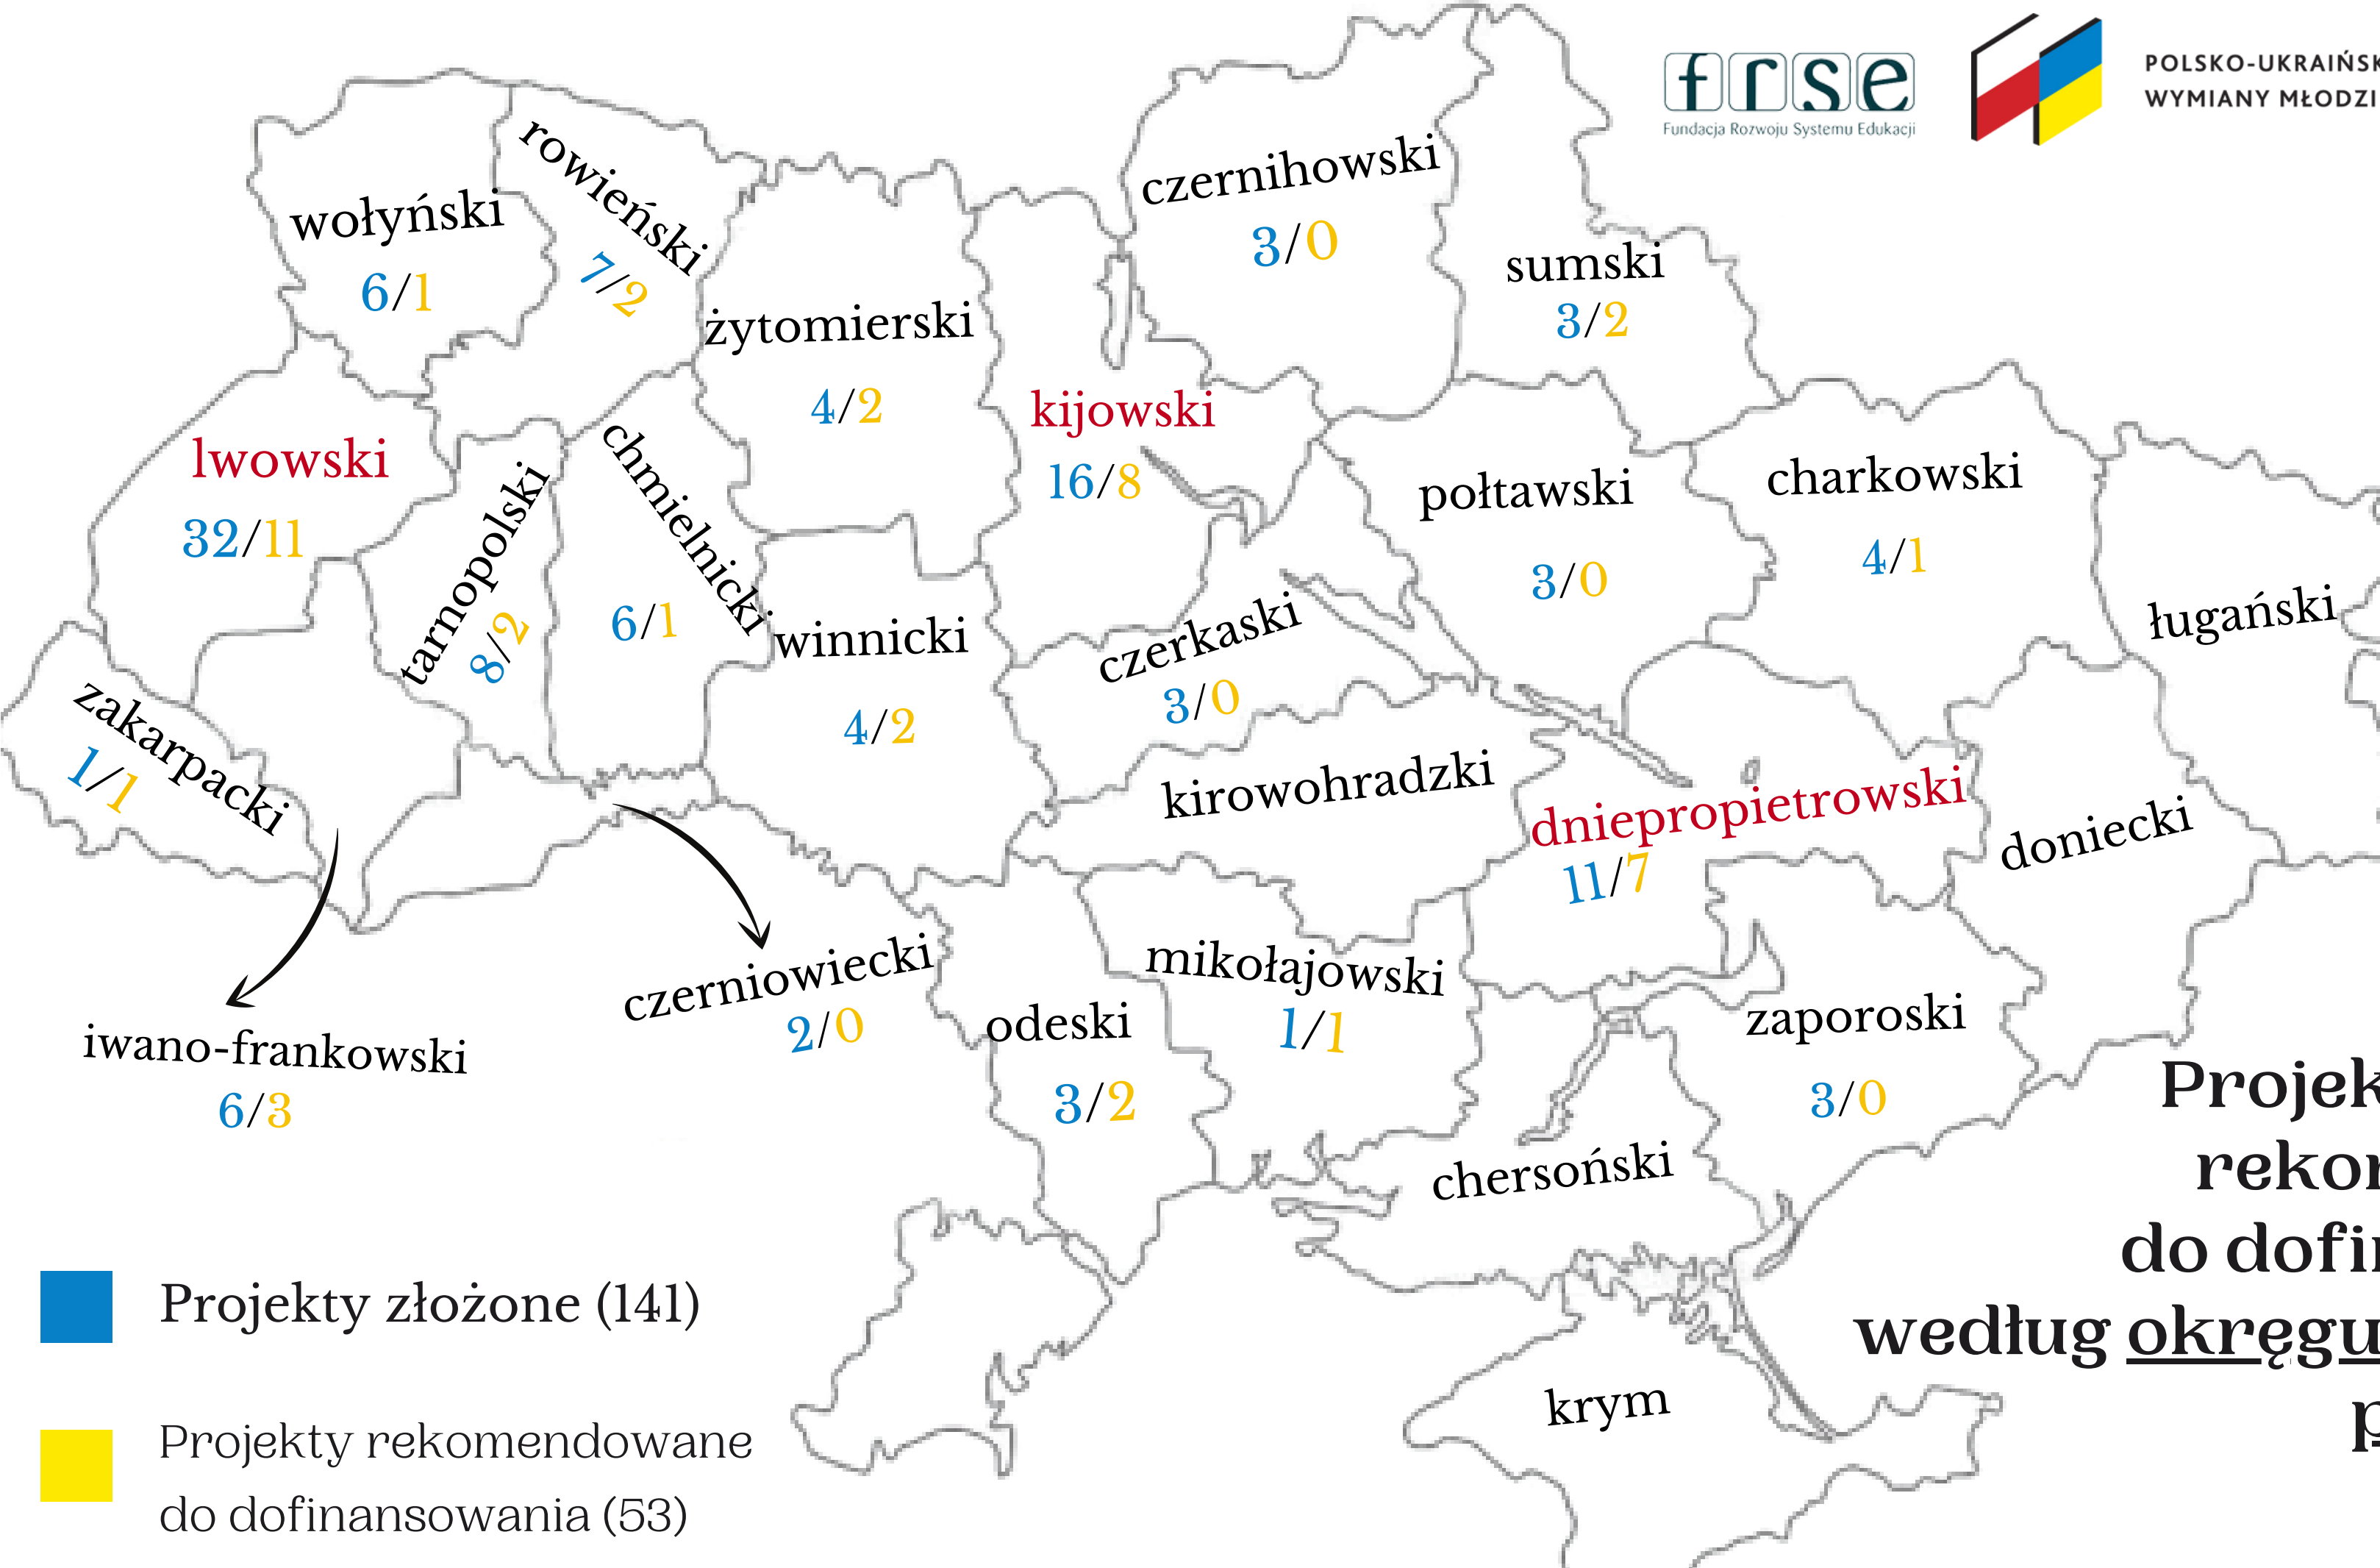 frse
Fundacja Rozwoju Systemu Edukacji
POLSKO-UKRAIŃSK
WYMIANY MŁODZI
wołyński
6/1
rowieński
7/2
żytomierski
4/2
czernihowski
3/0
sumski
3/2
kijowski
16/8
lwowski
32/11
tarnopolski
8/2
chmielnicki
6/1
winnicki
4/2
czerkaski
3/0
połtawski
3/0
charkowski
4/1
ługański
zakarpacki
1/1
kirowohradzki
dniepropietrowski
11/7
doniecki
iwano-frankowski
6/3
czerniowiecki
2/0
odeski
3/2
mikołajowski
1/1
zaporoski
3/0
chersoński
krym
Projekty złożone (141)
Projekty rekomendowane
do dofinansowania (53)
Projek
rekor
do dofin
według okręgu
p